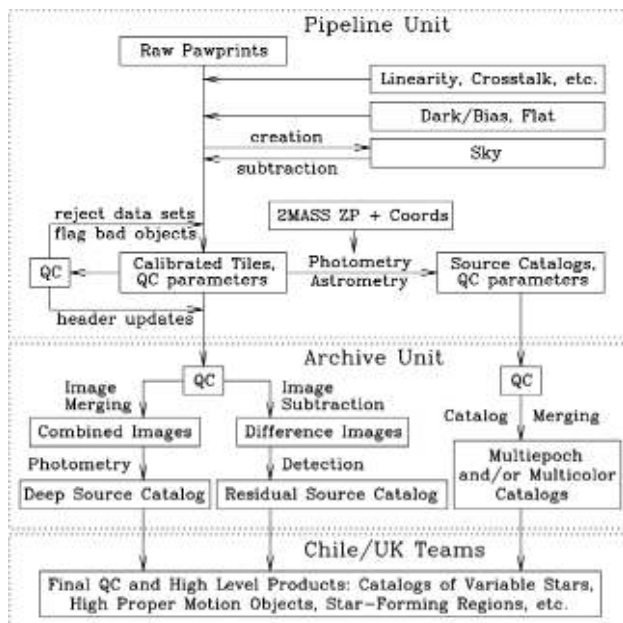 Pipeline Unit
Raw Pawprints
Linearity, Crosstalk, etc.
Dark/Bias, Flat
creation
Sky
subtraction
reject data sets
2MASS ZP + Coords
flag bad objects
Photometry
QC
Calibrated Tiles,
QC parameters
Astrometry
Source Catalogs,
QC parameters
header updates
Archive Unit
QC
QC
Image
Merging
Image
Subtraction
Catalog
Merging
Combined Images
Difference Images
Multiepoch
and/or Multicolor
Catalogs
Photometry
Detection
Deep Source Catalog
Residual Source Catalog
Chile/UK Teams
Final QC and High Level Products: Catalogs of Variable Stars,
High Proper Motion Objects, Star-Forming Regions, etc.